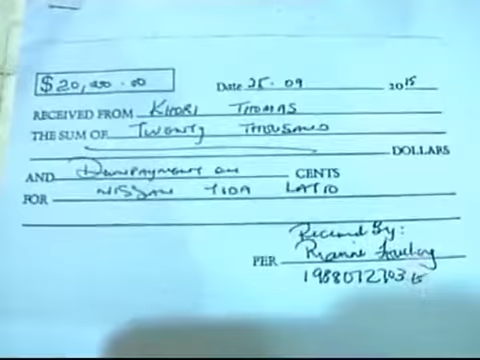 $20,000.00
Date 25.09 2015
RECEIVED FROM KHORI THOMAS
THE SUM OF Twenty THOUSAND
DOLLARS
AND Downpayment on CENTS
FOR NISSAN TIDA LATIO
Received By:
PER